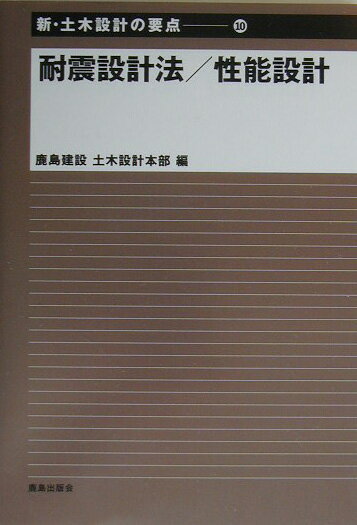 新・土木設計の要点──❿
耐震設計法／性能設計
鹿島建設 土木設計本部 編
鹿島出版会